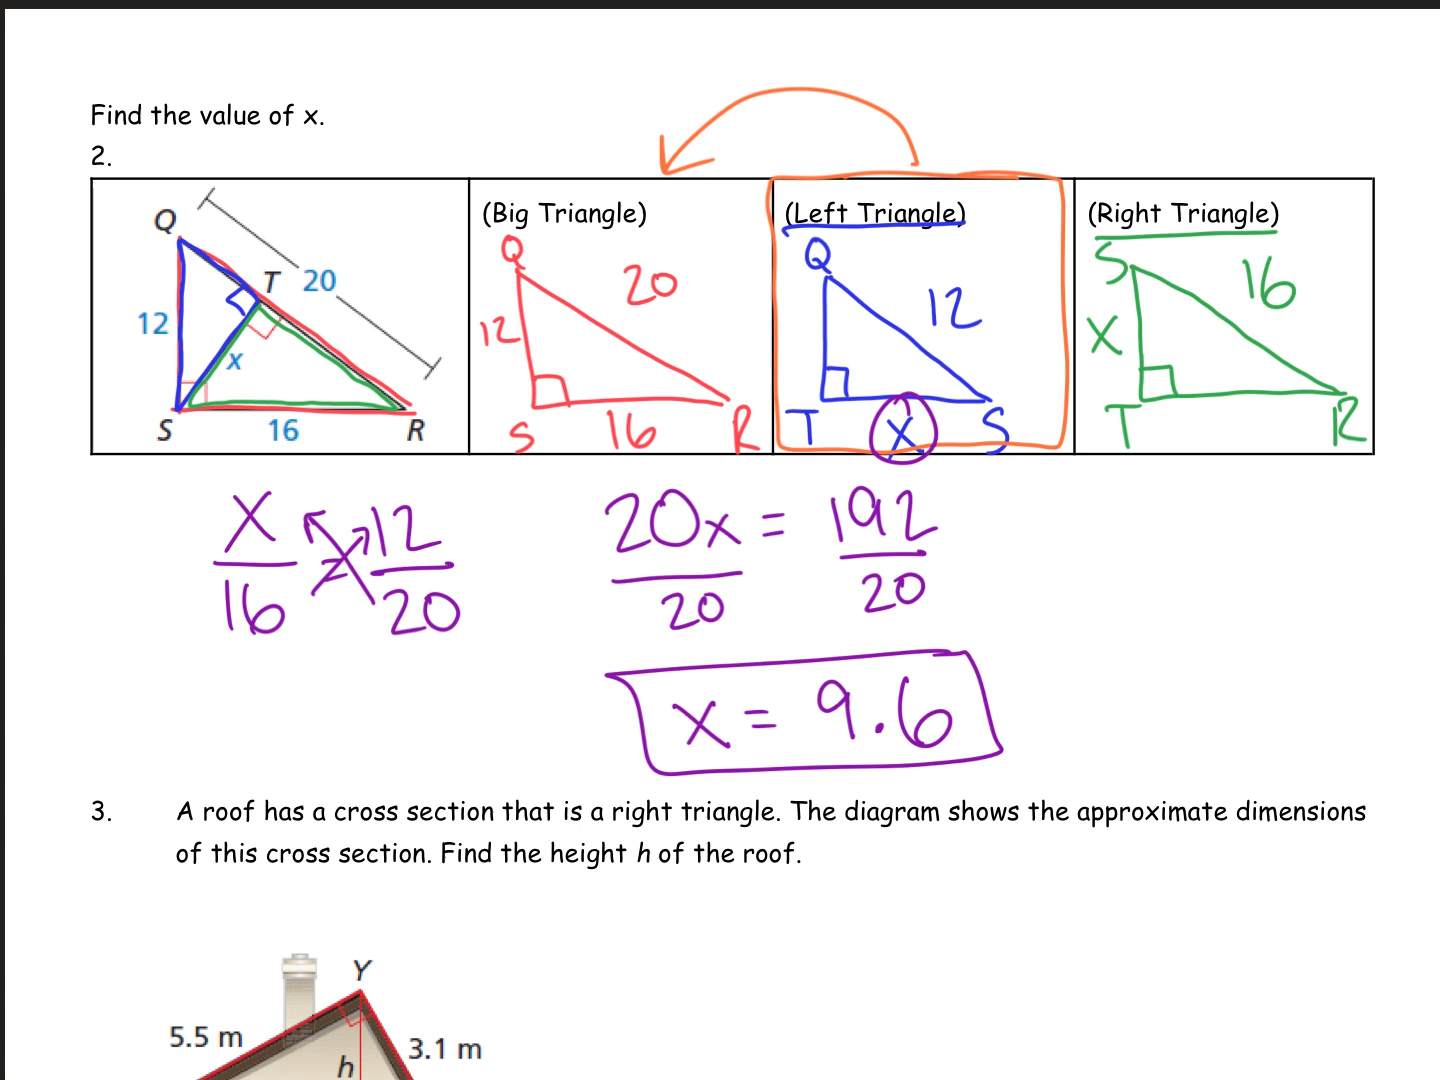 Find the value of x.
2.
Q
T
20
12
x
S
16
R
(Big Triangle)
Q
20
12
S
16
R
(Left Triangle)
Q
12
T
X
S
(Right Triangle)
S
16
X
T
R
x/16 = 12/20
20x/20 = 192/20
x = 9.6
3. A roof has a cross section that is a right triangle. The diagram shows the approximate dimensions
of this cross section. Find the height h of the roof.
Y
5.5 m
3.1 m
h